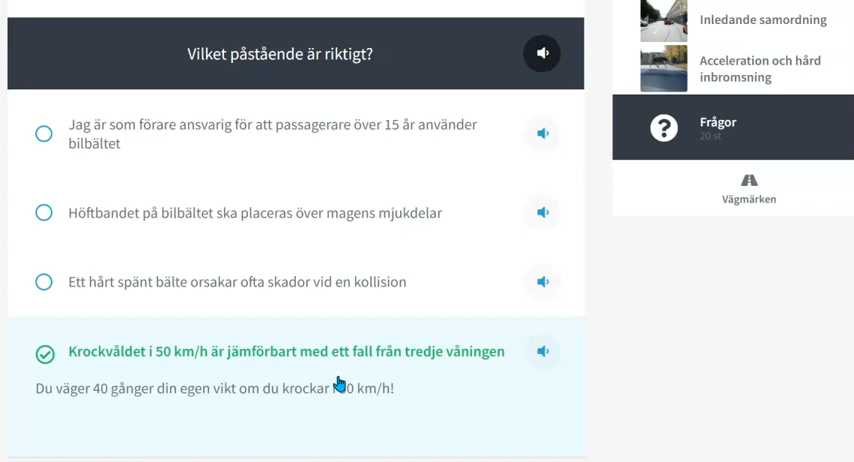 Vilket påstående är riktigt?
Jag är som förare ansvarig för att passagerare över 15 år använder
bilbältet
Höftbandet på bilbältet ska placeras över magens mjukdelar
Ett hårt spänt bälte orsakar ofta skador vid en kollision
Krockvåldet i 50 km/h är jämförbart med ett fall från tredje våningen
Du väger 40 gånger din egen vikt om du krockar km/h!
Inledande samordning
Acceleration och hård
inbromsning
Frågor
20 st
Vägmärken